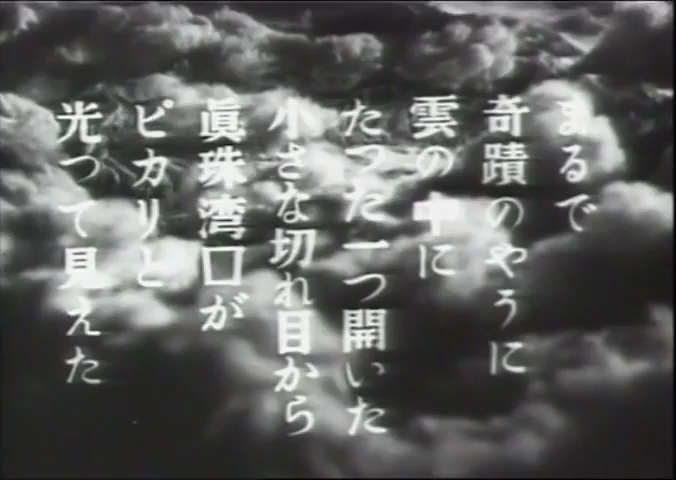 まるで
奇蹟のやうに
雲の中に
たつた一つ開いた
小さな切れ目から
眞珠湾口が
ピカリと
光つて見えた